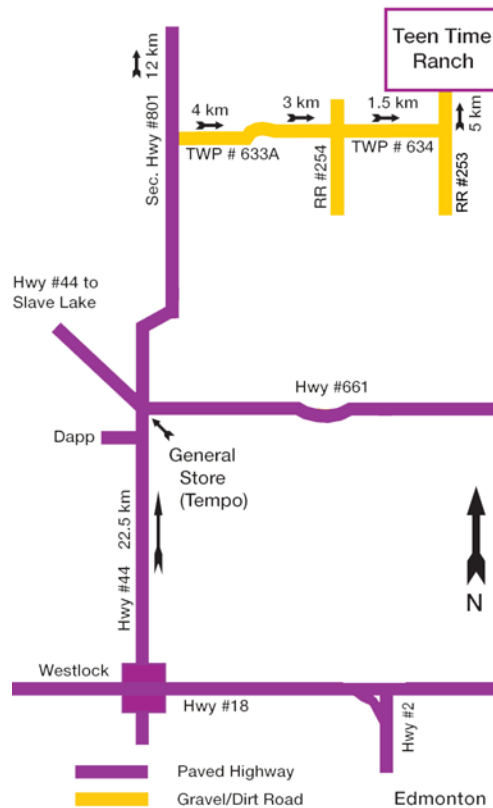 Teen Time
Ranch
12 km
Sec. Hwy #801
4 km
3 km
1.5 km
5 km
TWP # 633A
TWP # 634
RR #254
RR #253
Hwy #44 to
Slave Lake
Hwy #661
Dapp
General
Store
(Tempo)
22.5 km
Hwy #44
N
Westlock
Hwy #18
Hwy #2
Paved Highway
Gravel/Dirt Road
Edmonton